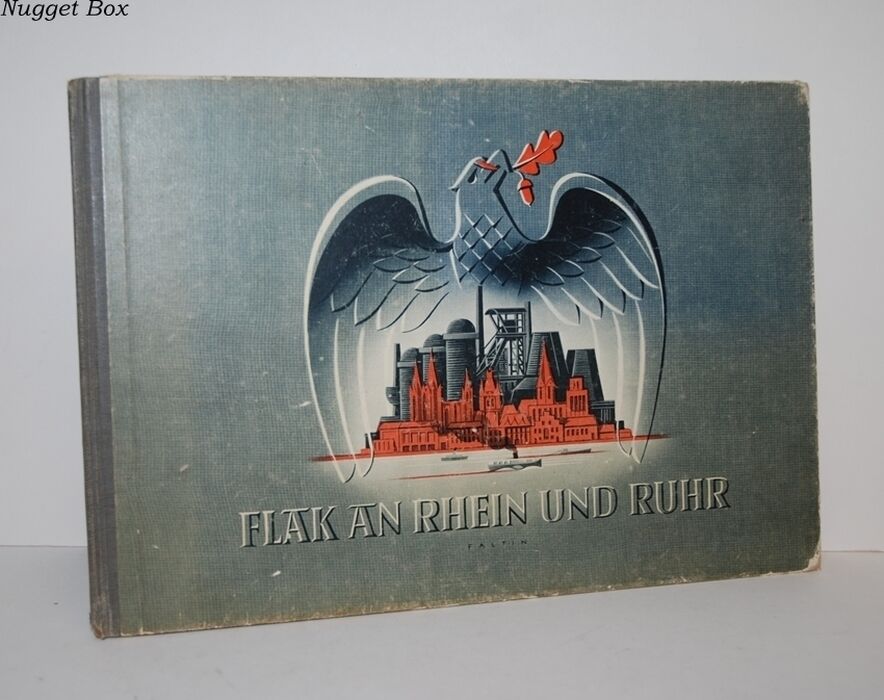 Nugget Box
FLAK AN RHEIN UND RUHR
FALTIN